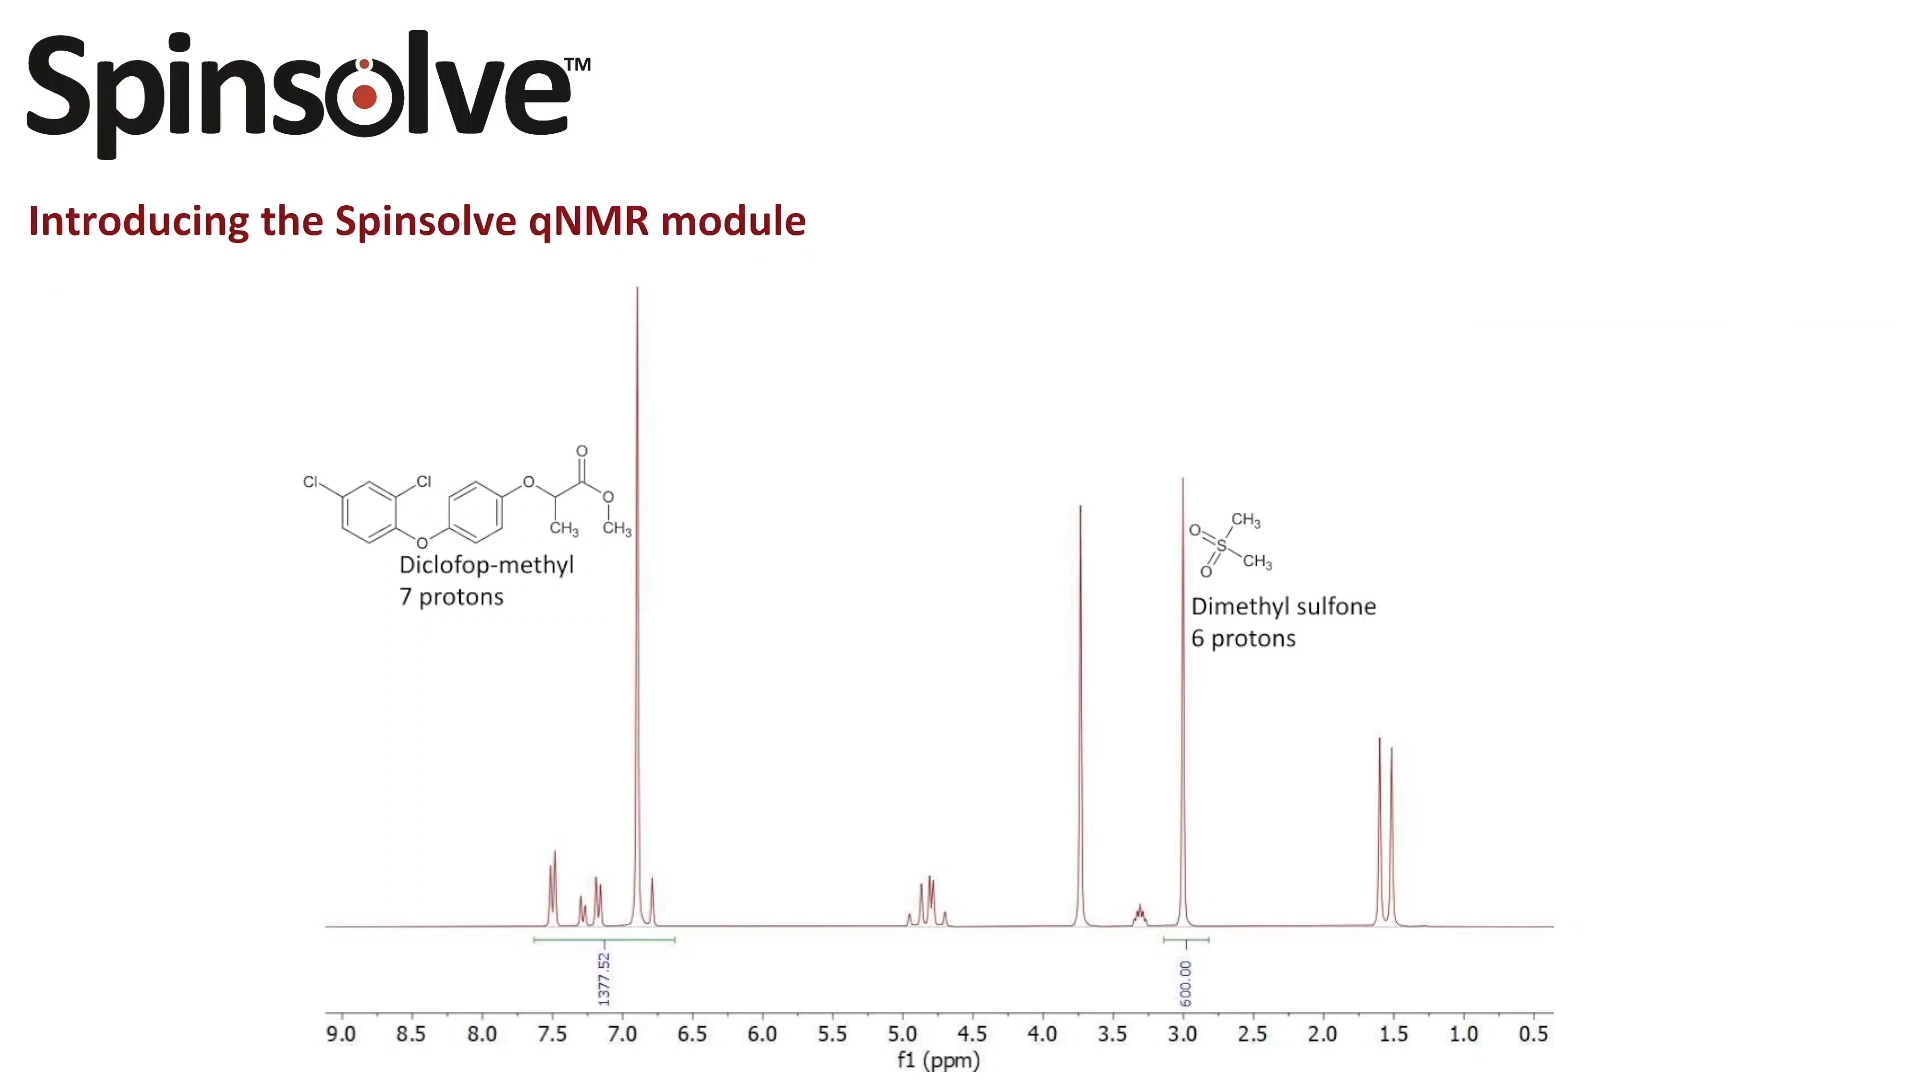 Spinsolve™
Introducing the Spinsolve qNMR module
O
Cl
Cl
O
O
CH₃
CH₃
O
Diclofop-methyl
7 protons
CH₃
O
S
CH₃
O
Dimethyl sulfone
6 protons
1377.52
600.00
9.0 8.5 8.0 7.5 7.0 6.5 6.0 5.5 5.0 4.5 4.0 3.5 3.0 2.5 2.0 1.5 1.0 0.5
f1 (ppm)